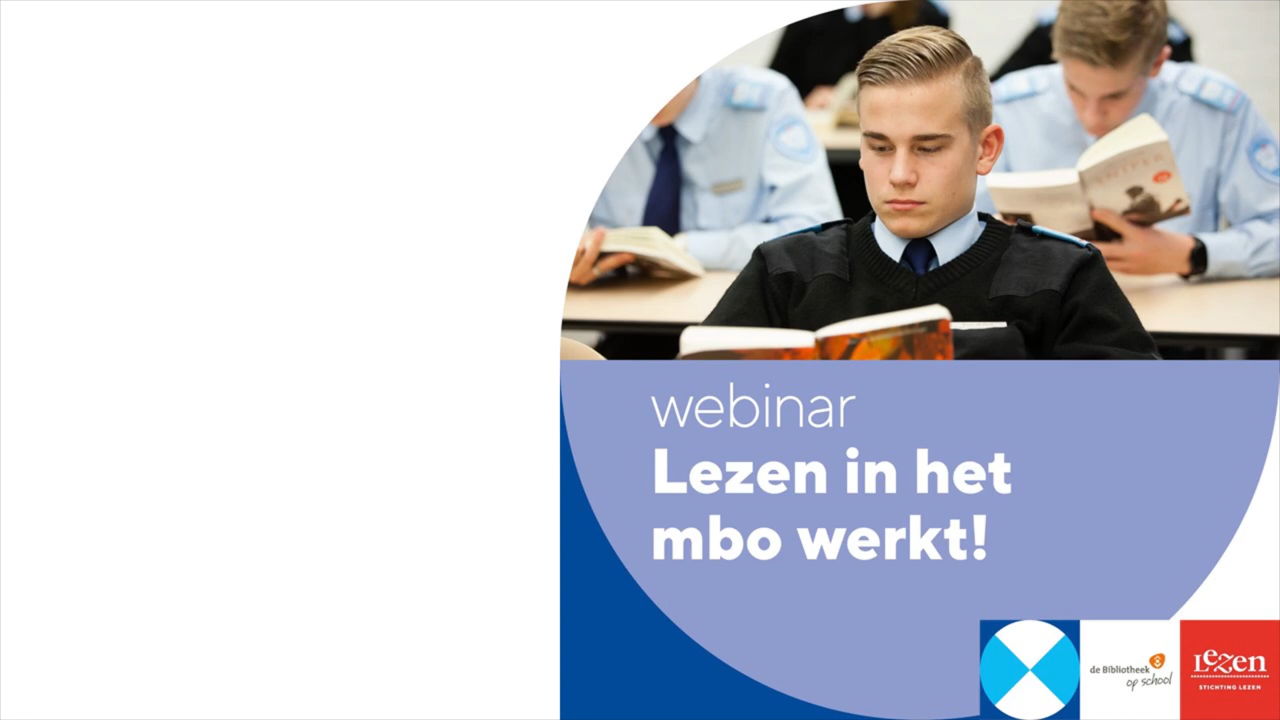 webinar
Lezen in het
mbo werkt!
de Bibliotheek
op school
Lezen
STICHTING LEZEN